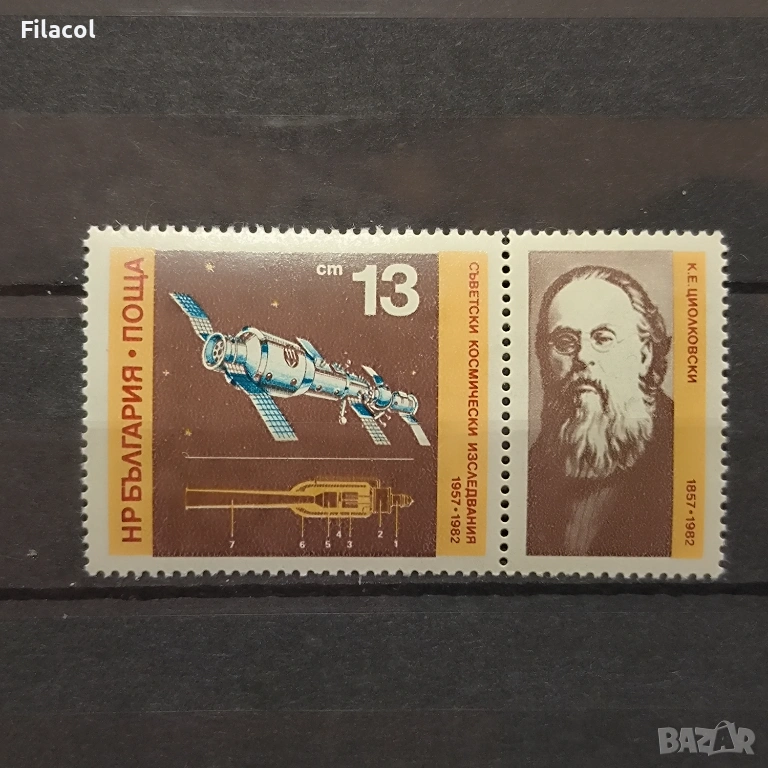 Filacol
НР БЪЛГАРИЯ • ПОЩА
ст 13
СЪВЕТСКИ КОСМИЧЕСКИ ИЗСЛЕДВАНИЯ
1957•1982
7 6 5 4 3 2 1
К.Е.ЦИОЛКОВСКИ
1857•1982
BAZAR